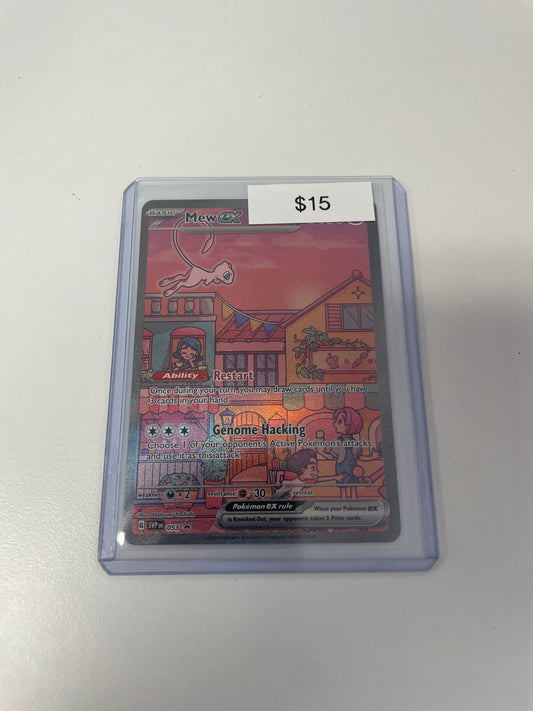 $15
BASIC
Mew ex
Ability Restart
Once during your turn, you may draw cards until you have
3 cards in your hand.
Genome Hacking
Choose 1 of your opponent's Active Pokémon's attacks
and use it as this attack.
weakness ×2 resistance -30 retreat
Pokémon ex rule When your Pokémon ex
is Knocked Out, your opponent takes 2 Prize cards.
G SVP EN 053